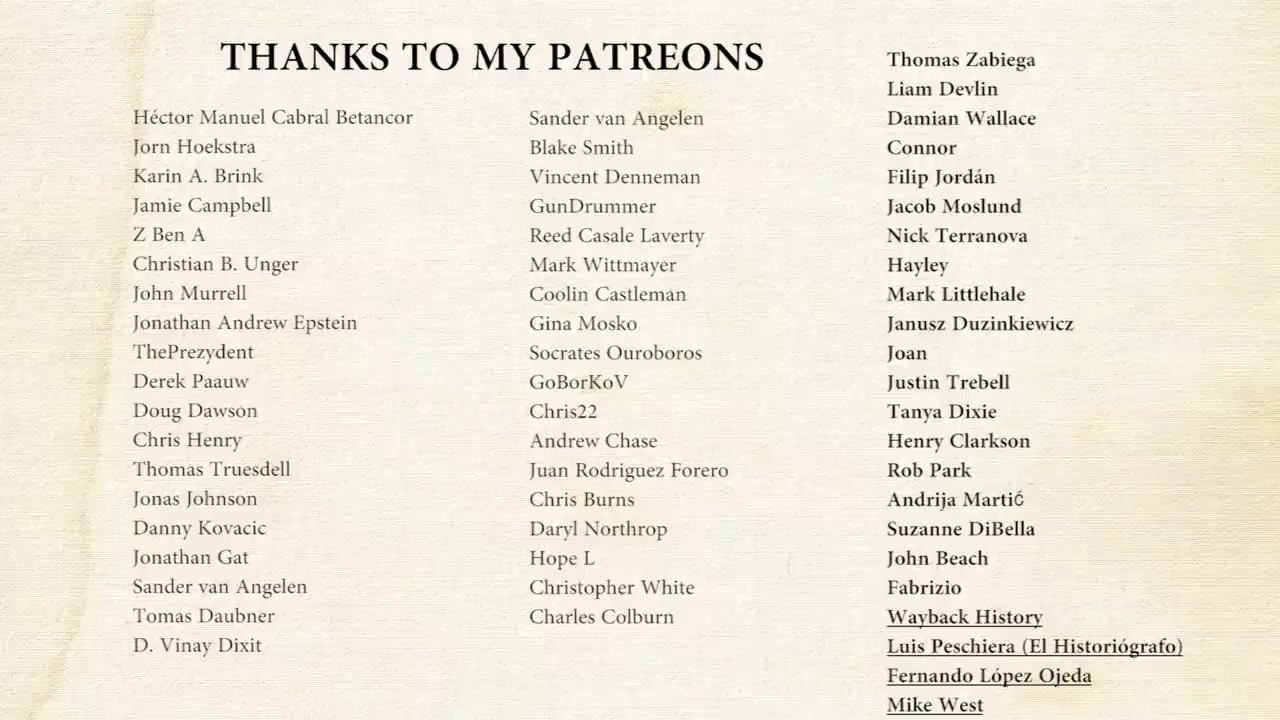 THANKS TO MY PATREONS
Héctor Manuel Cabral Betancor
Jorn Hoekstra
Karin A. Brink
Jamie Campbell
Z Ben A
Christian B. Unger
John Murrell
Jonathan Andrew Epstein
ThePrezydent
Derek Paauw
Doug Dawson
Chris Henry
Thomas Truesdell
Jonas Johnson
Danny Kovacic
Jonathan Gat
Sander van Angelen
Tomas Daubner
D. Vinay Dixit
Sander van Angelen
Blake Smith
Vincent Denneman
GunDrummer
Reed Casale Laverty
Mark Wittmayer
Coolin Castleman
Gina Mosko
Socrates Ouroboros
GoBorKoV
Chris22
Andrew Chase
Juan Rodriguez Forero
Chris Burns
Daryl Northrop
Hope L
Christopher White
Charles Colburn
Thomas Zabiega
Liam Devlin
Damian Wallace
Connor
Filip Jordán
Jacob Moslund
Nick Terranova
Hayley
Mark Littlehale
Janusz Duzinkiewicz
Joan
Justin Trebell
Tanya Dixie
Henry Clarkson
Rob Park
Andrija Martić
Suzanne DiBella
John Beach
Fabrizio
Wayback History
Luis Peschiera (El Historiógrafo)
Fernando López Ojeda
Mike West